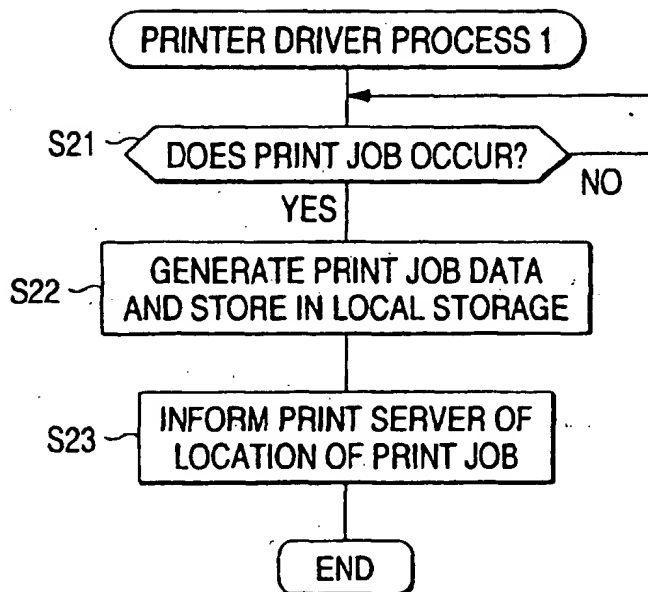 PRINTER DRIVER PROCESS 1
S21
DOES PRINT JOB OCCUR?
NO
YES
S22
GENERATE PRINT JOB DATA
AND STORE IN LOCAL STORAGE
S23
INFORM PRINT SERVER OF
LOCATION OF PRINT JOB
END